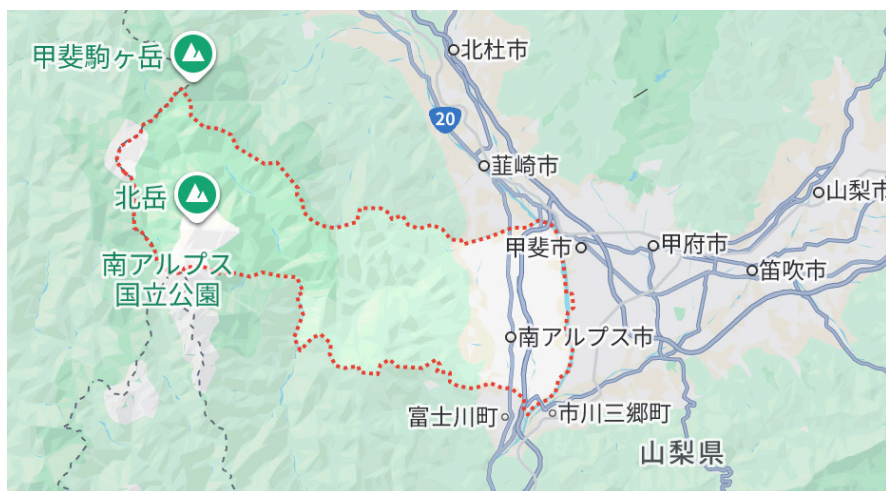 甲斐駒ヶ岳
北杜市
20
韮崎市
北岳
山梨市
甲斐市
甲府市
南アルプス
国立公園
笛吹市
南アルプス市
富士川町
市川三郷町
山梨県